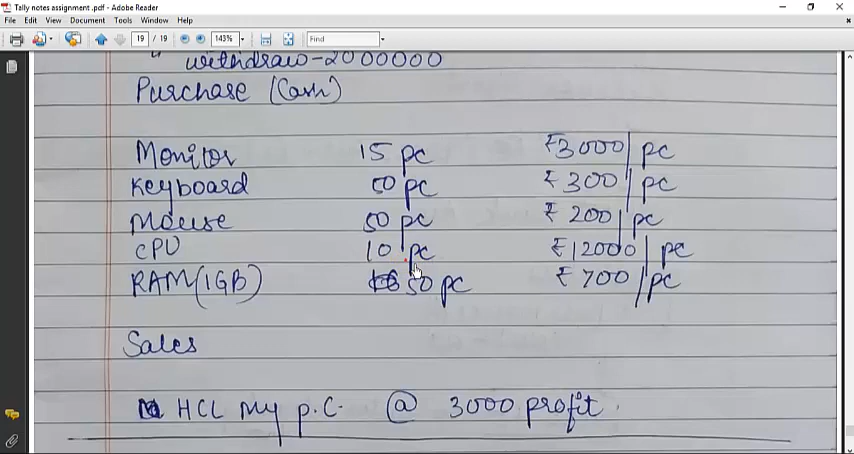 Tally notes assignment .pdf - Adobe Reader
File Edit View Document Tools Window Help
19 / 19 143% Find
" withdraw-2000000
Purchase (Cash)
Monitor 15 pc ₹3000/pc
Keyboard 50 pc ₹300/pc
Mouse 50 pc ₹200/pc
CPU 10 pc ₹12000/pc
RAM(1GB) 50 pc ₹700/pc
Sales
HCL My p.C. @ 3000 profit.